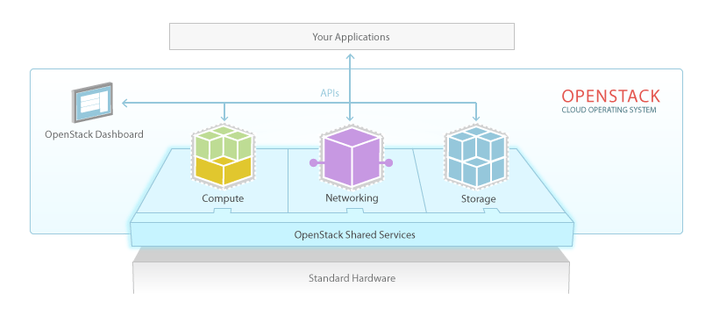 Your Applications
APIs
OPENSTACK
CLOUD OPERATING SYSTEM
OpenStack Dashboard
Compute
Networking
Storage
OpenStack Shared Services
Standard Hardware